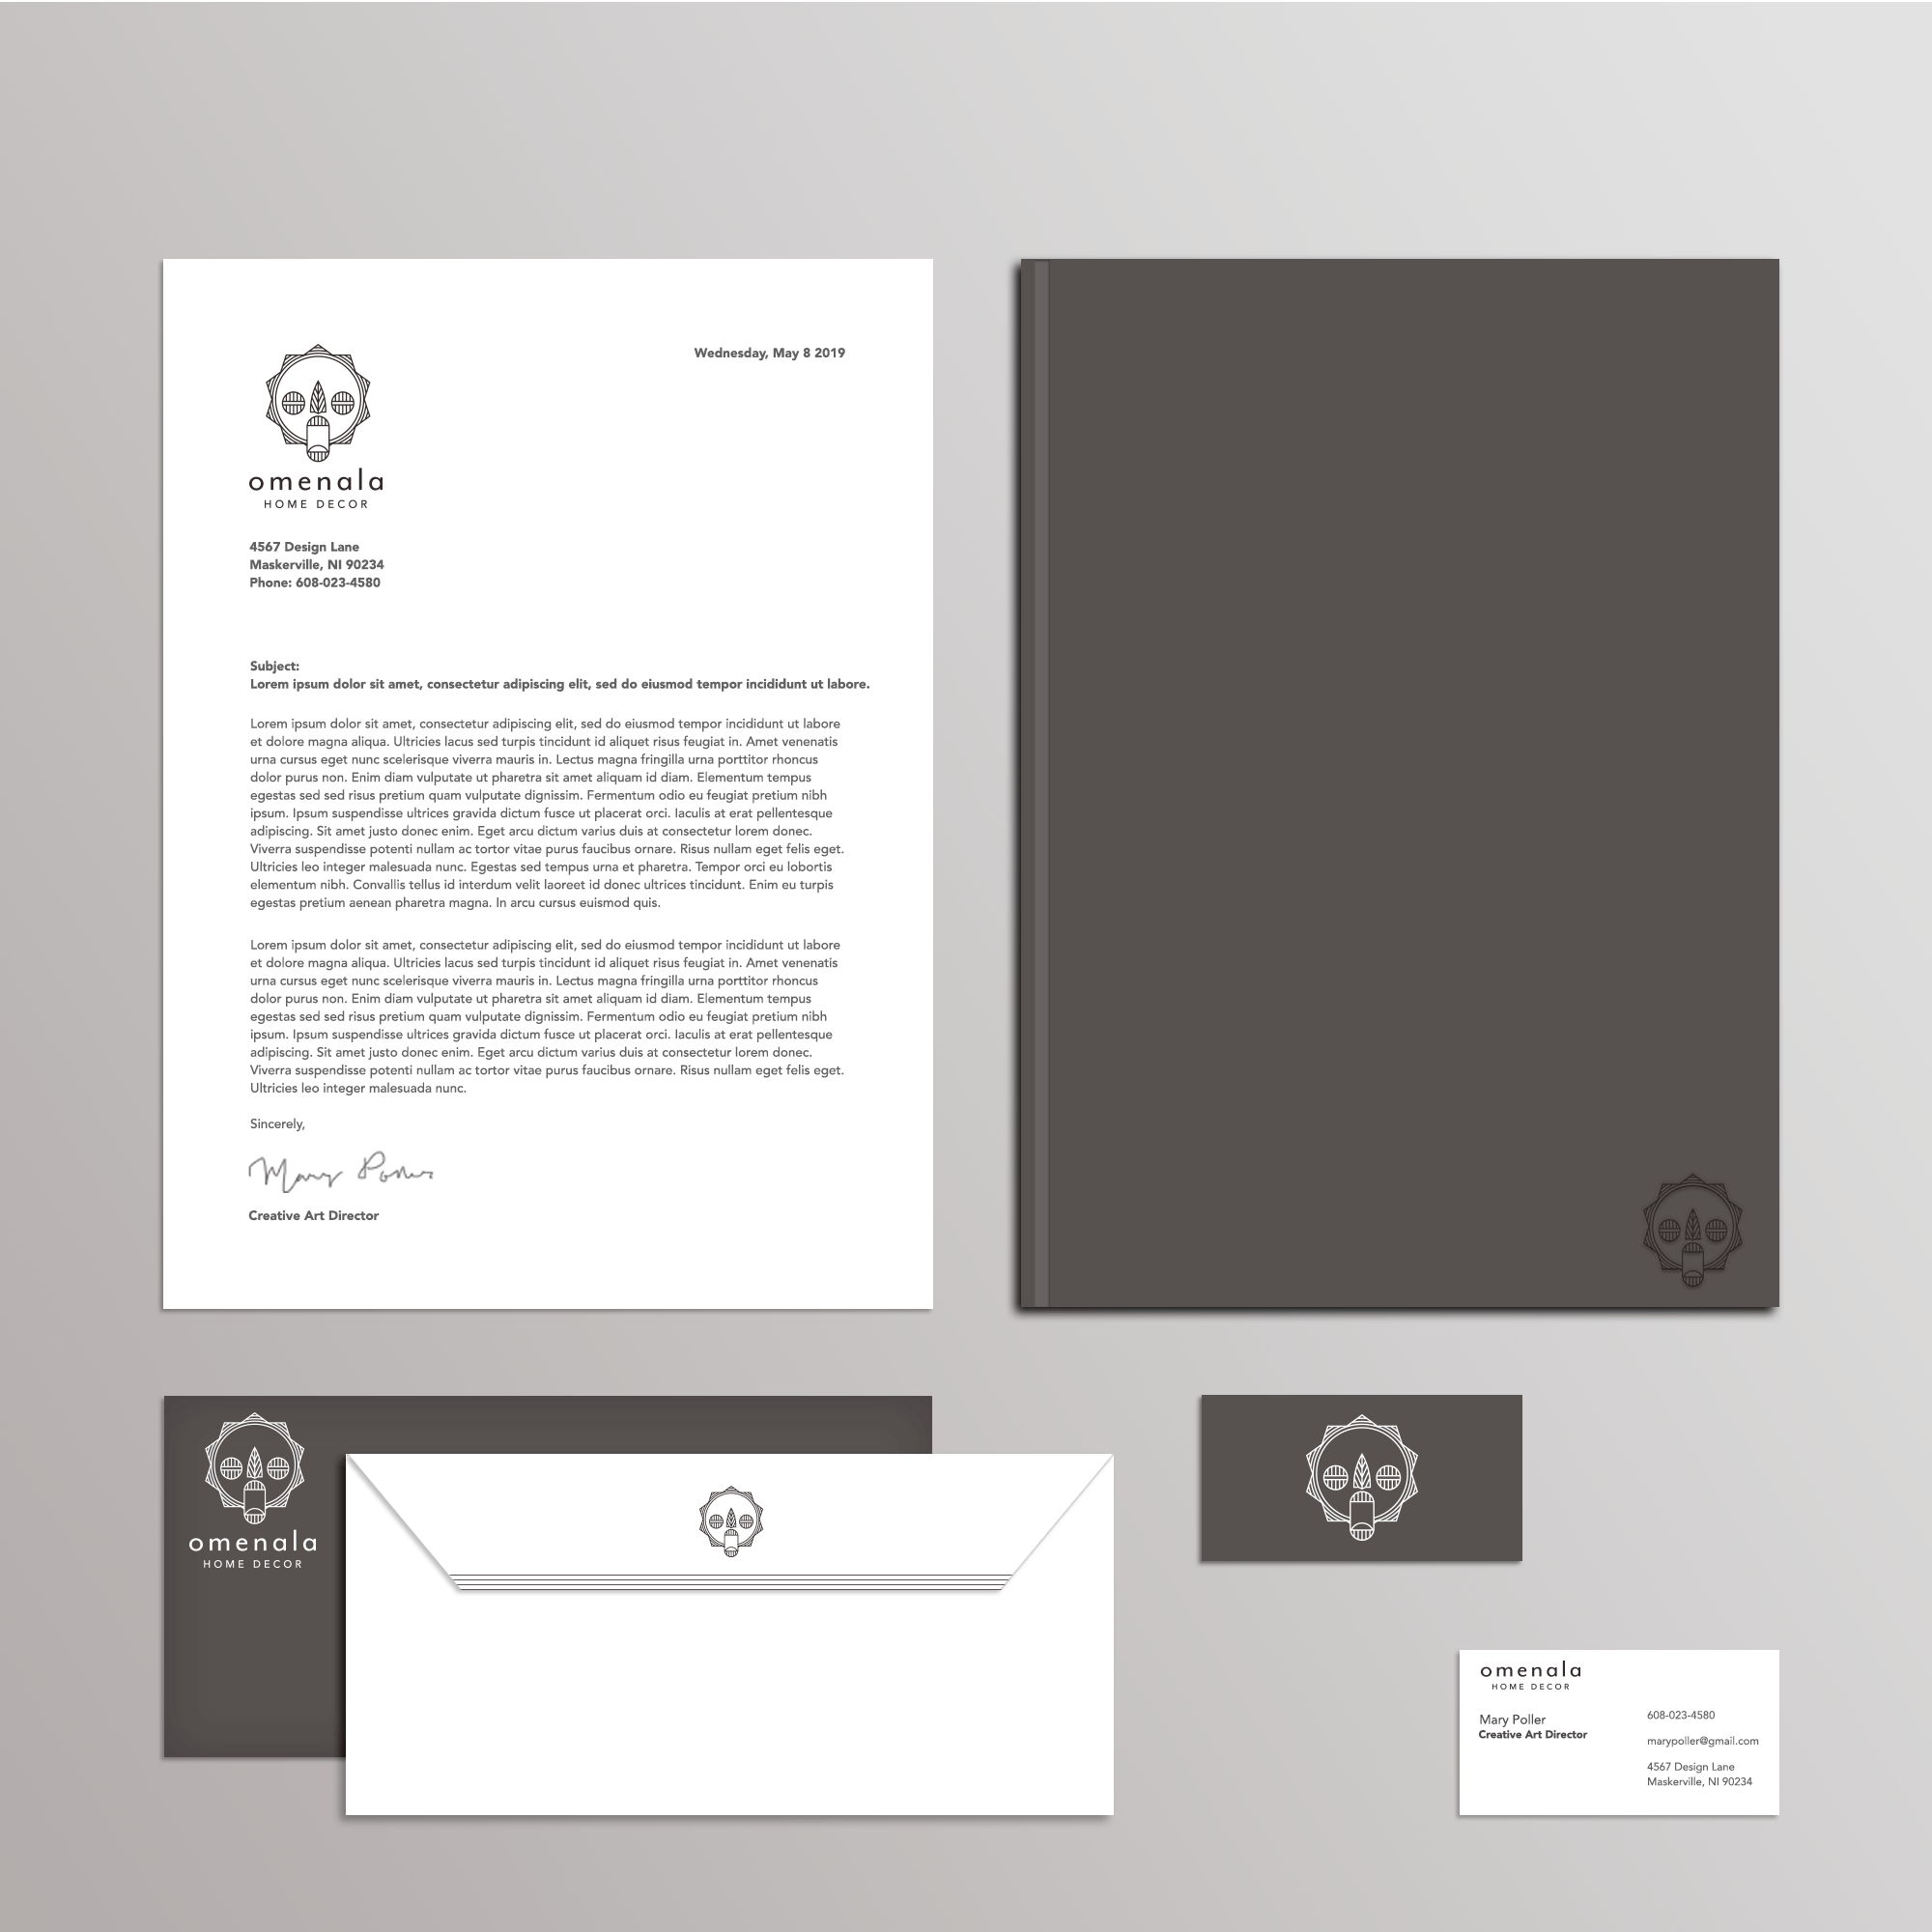 Wednesday, May 8 2019
omenala
HOME DECOR
4567 Design Lane
Maskerville, NI 90234
Phone: 608-023-4580
Subject:
Lorem ipsum dolor sit amet, consectetur adipiscing elit, sed do eiusmod tempor incididunt ut labore.
Lorem ipsum dolor sit amet, consectetur adipiscing elit, sed do eiusmod tempor incididunt ut labore
et dolore magna aliqua. Ultricies lacus sed turpis tincidunt id aliquet risus feugiat in. Amet venenatis
urna cursus eget nunc scelerisque viverra mauris in. Lectus magna fringilla urna porttitor rhoncus
dolor purus non. Enim diam vulputate ut pharetra sit amet aliquam id diam. Elementum tempus
egestas sed sed risus pretium quam vulputate dignissim. Fermentum odio eu feugiat pretium nibh
ipsum. Ipsum suspendisse ultrices gravida dictum fusce ut placerat orci. Iaculis at erat pellentesque
adipiscing. Sit amet justo donec enim. Eget arcu dictum varius duis at consectetur lorem donec.
Viverra suspendisse potenti nullam ac tortor vitae purus faucibus ornare. Risus nullam eget felis eget.
Ultricies leo integer malesuada nunc. Egestas sed tempus urna et pharetra. Tempor orci eu lobortis
elementum nibh. Convallis tellus id interdum velit laoreet id donec ultrices tincidunt. Enim eu turpis
egestas pretium aenean pharetra magna. In arcu cursus euismod quis.
Lorem ipsum dolor sit amet, consectetur adipiscing elit, sed do eiusmod tempor incididunt ut labore
et dolore magna aliqua. Ultricies lacus sed turpis tincidunt id aliquet risus feugiat in. Amet venenatis
urna cursus eget nunc scelerisque viverra mauris in. Lectus magna fringilla urna porttitor rhoncus
dolor purus non. Enim diam vulputate ut pharetra sit amet aliquam id diam. Elementum tempus
egestas sed sed risus pretium quam vulputate dignissim. Fermentum odio eu feugiat pretium nibh
ipsum. Ipsum suspendisse ultrices gravida dictum fusce ut placerat orci. Iaculis at erat pellentesque
adipiscing. Sit amet justo donec enim. Eget arcu dictum varius duis at consectetur lorem donec.
Viverra suspendisse potenti nullam ac tortor vitae purus faucibus ornare. Risus nullam eget felis eget.
Ultricies leo integer malesuada nunc.
Sincerely,
Mary Poller
Creative Art Director
omenala
HOME DECOR
omenala
HOME DECOR
Mary Poller
Creative Art Director
608-023-4580
marypoller@gmail.com
4567 Design Lane
Maskerville, NI 90234